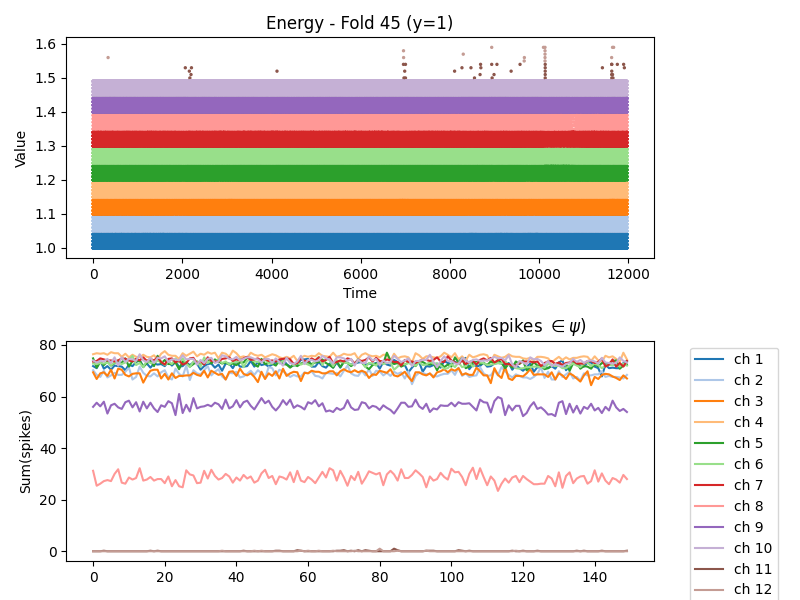 Energy - Fold 45 (y=1)
1.6
1.5
1.4
1.3
1.2
1.1
1.0
Value
0 2000 4000 6000 8000 10000 12000
Time
Sum over timewindow of 100 steps of avg(spikes ∈ ψ)
80
60
40
20
0
Sum(spikes)
0 20 40 60 80 100 120 140
ch 1
ch 2
ch 3
ch 4
ch 5
ch 6
ch 7
ch 8
ch 9
ch 10
ch 11
ch 12